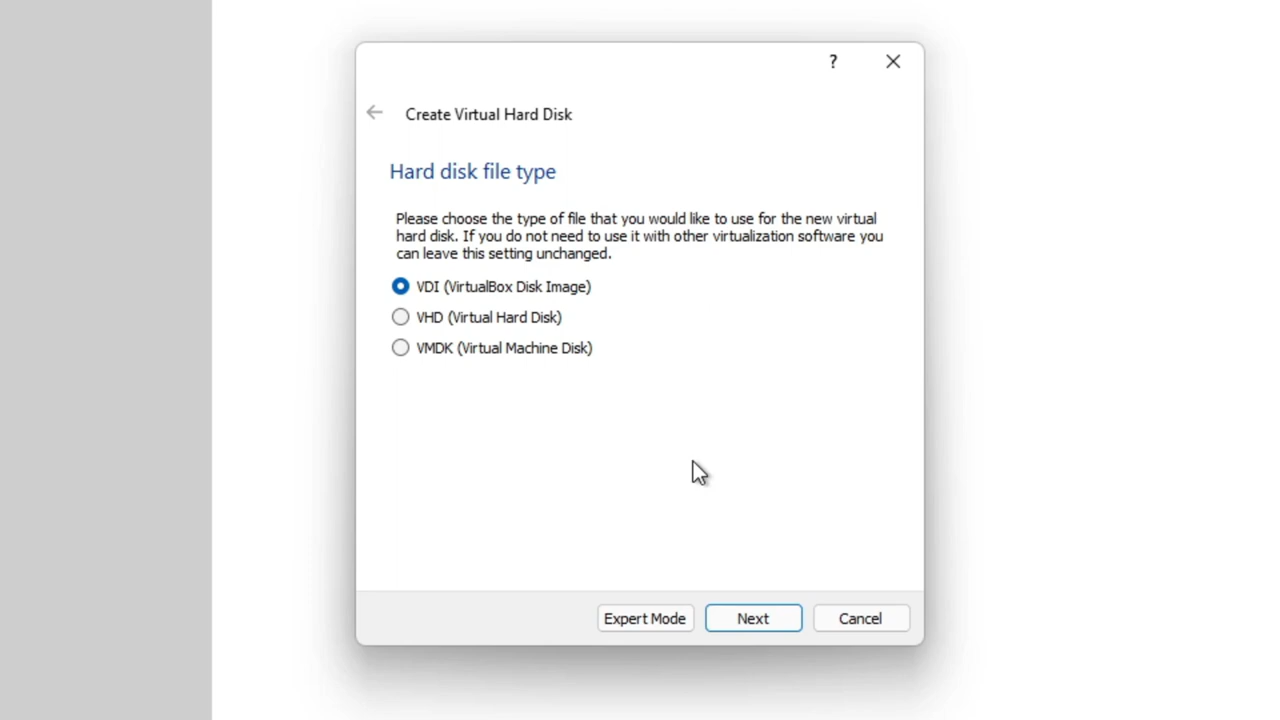 ?
Create Virtual Hard Disk
Hard disk file type
Please choose the type of file that you would like to use for the new virtual
hard disk. If you do not need to use it with other virtualization software you
can leave this setting unchanged.
VDI (VirtualBox Disk Image)
VHD (Virtual Hard Disk)
VMDK (Virtual Machine Disk)
Expert Mode Next Cancel